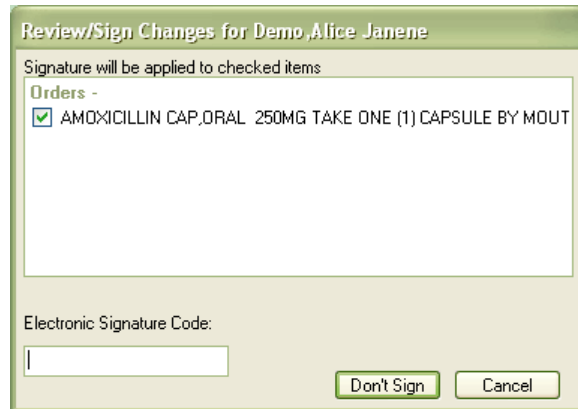 Review/Sign Changes for Demo,Alice Janene
Signature will be applied to checked items
Orders -
AMOXICILLIN CAP,ORAL 250MG TAKE ONE (1) CAPSULE BY MOUT
Electronic Signature Code:
Don't Sign Cancel